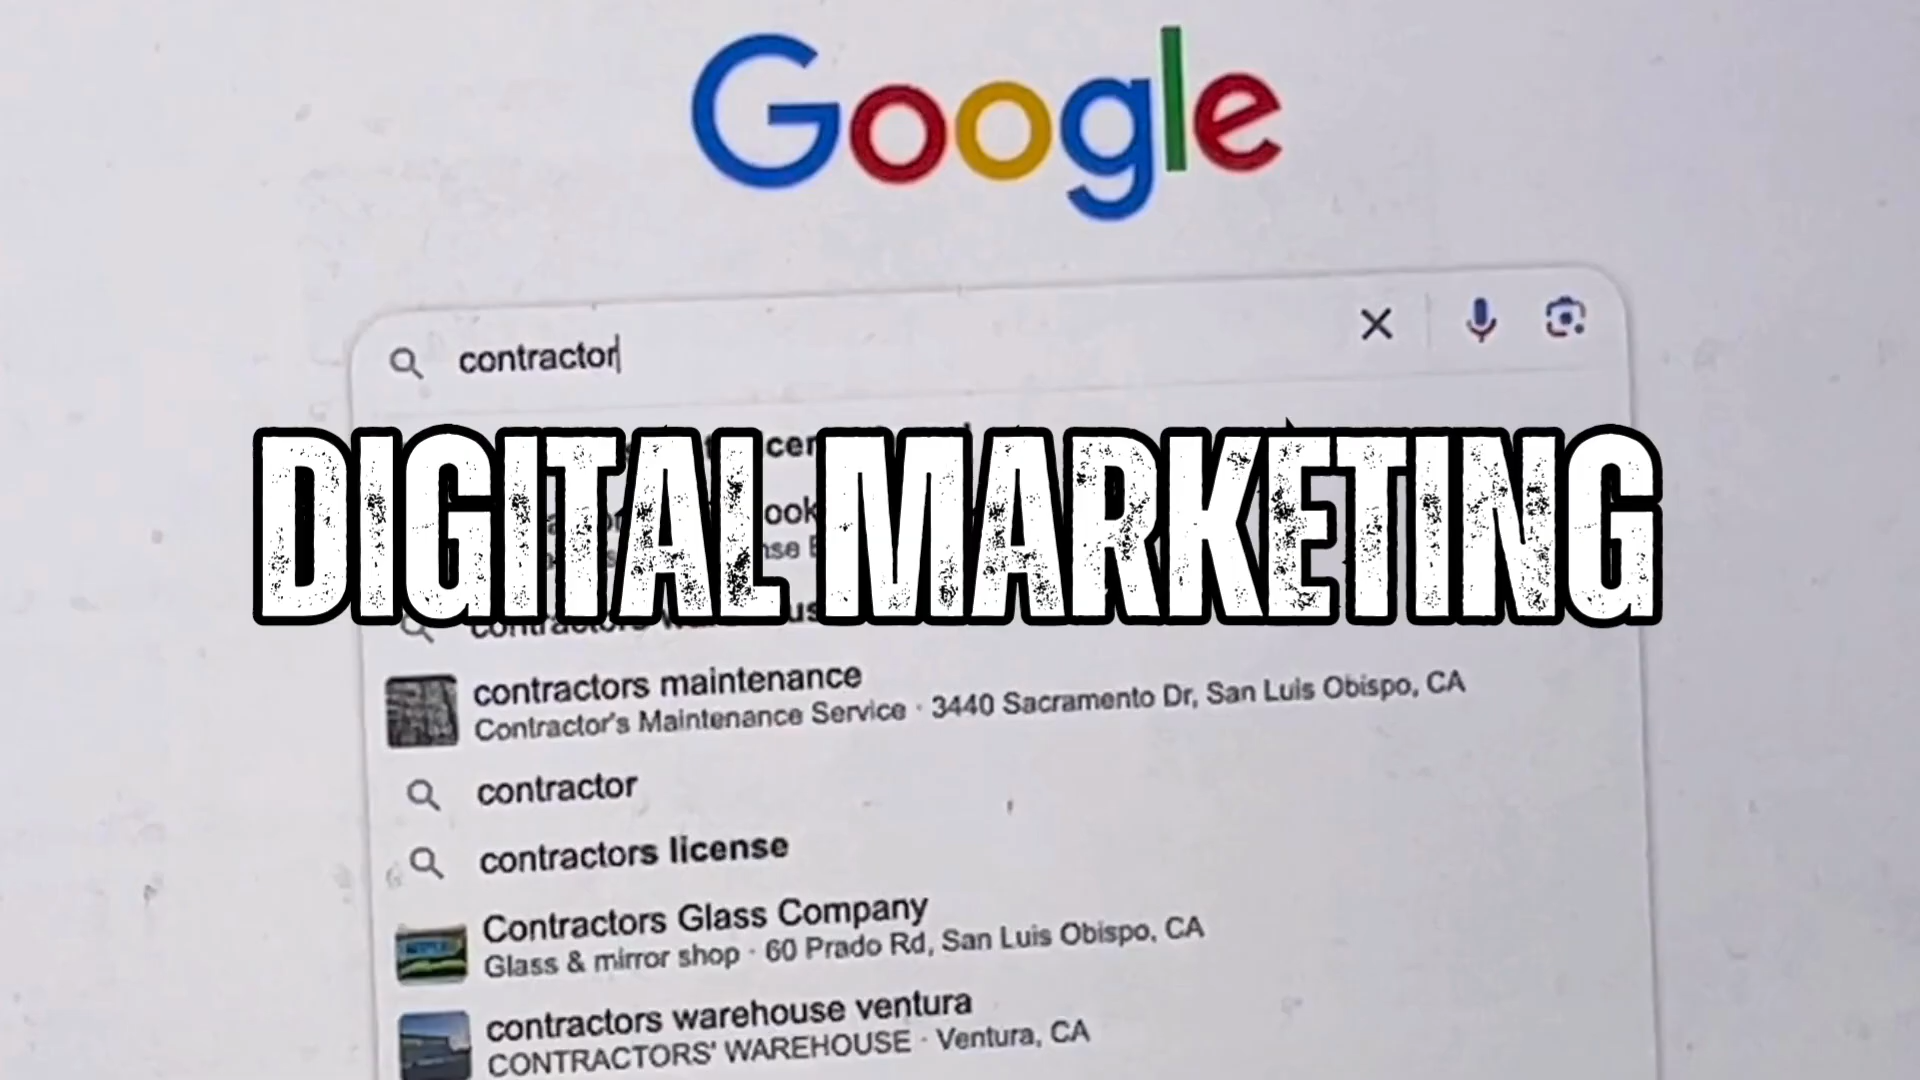 Google
contractor
DIGITAL MARKETING
contractors maintenance
Contractor's Maintenance Service · 3440 Sacramento Dr, San Luis Obispo, CA
contractor
contractors license
Contractors Glass Company
Glass & mirror shop · 60 Prado Rd, San Luis Obispo, CA
contractors warehouse ventura
CONTRACTORS' WAREHOUSE · Ventura, CA